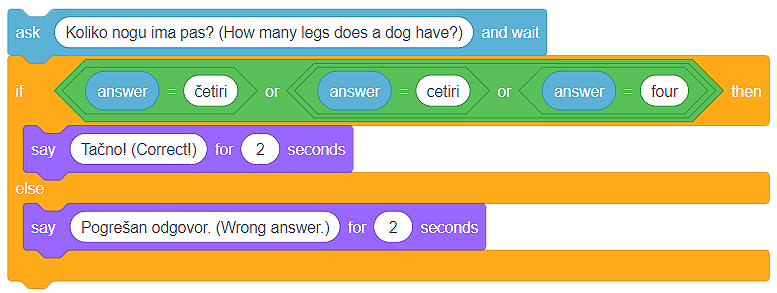 ask Koliko nogu ima pas? (How many legs does a dog have?) and wait
if answer = četiri or answer = cetiri or answer = four then
say Tačno! (Correct!) for 2 seconds
else
say Pogrešan odgovor. (Wrong answer.) for 2 seconds